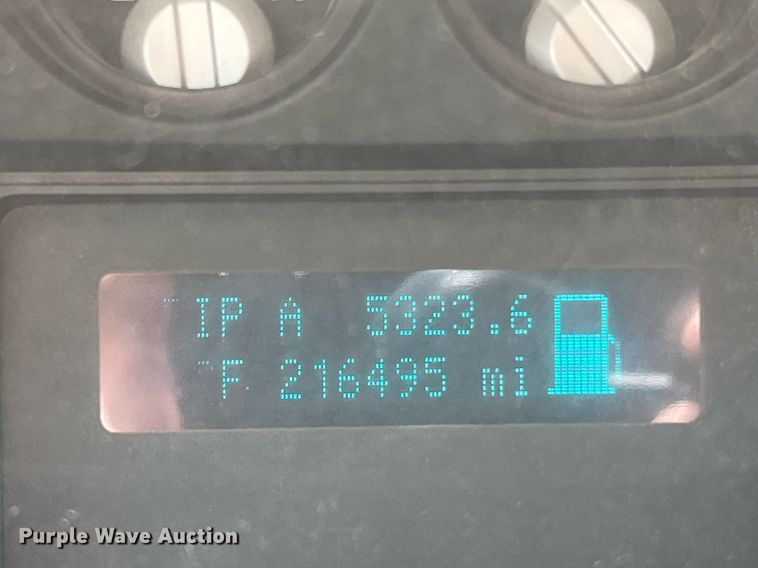 IP A 5323.6
°F 216495 mi
Purple Wave Auction